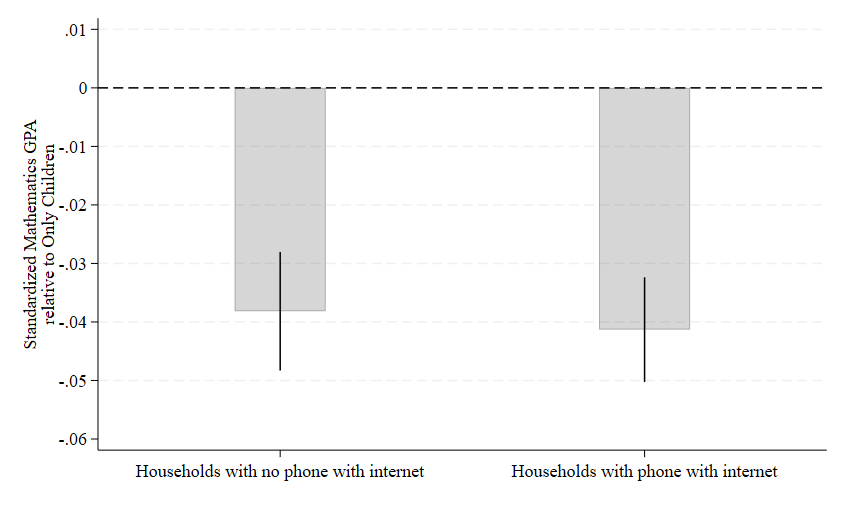 Standardized Mathematics GPA
relative to Only Children
.01
0
-.01
-.02
-.03
-.04
-.05
-.06
Households with no phone with internet
Households with phone with internet